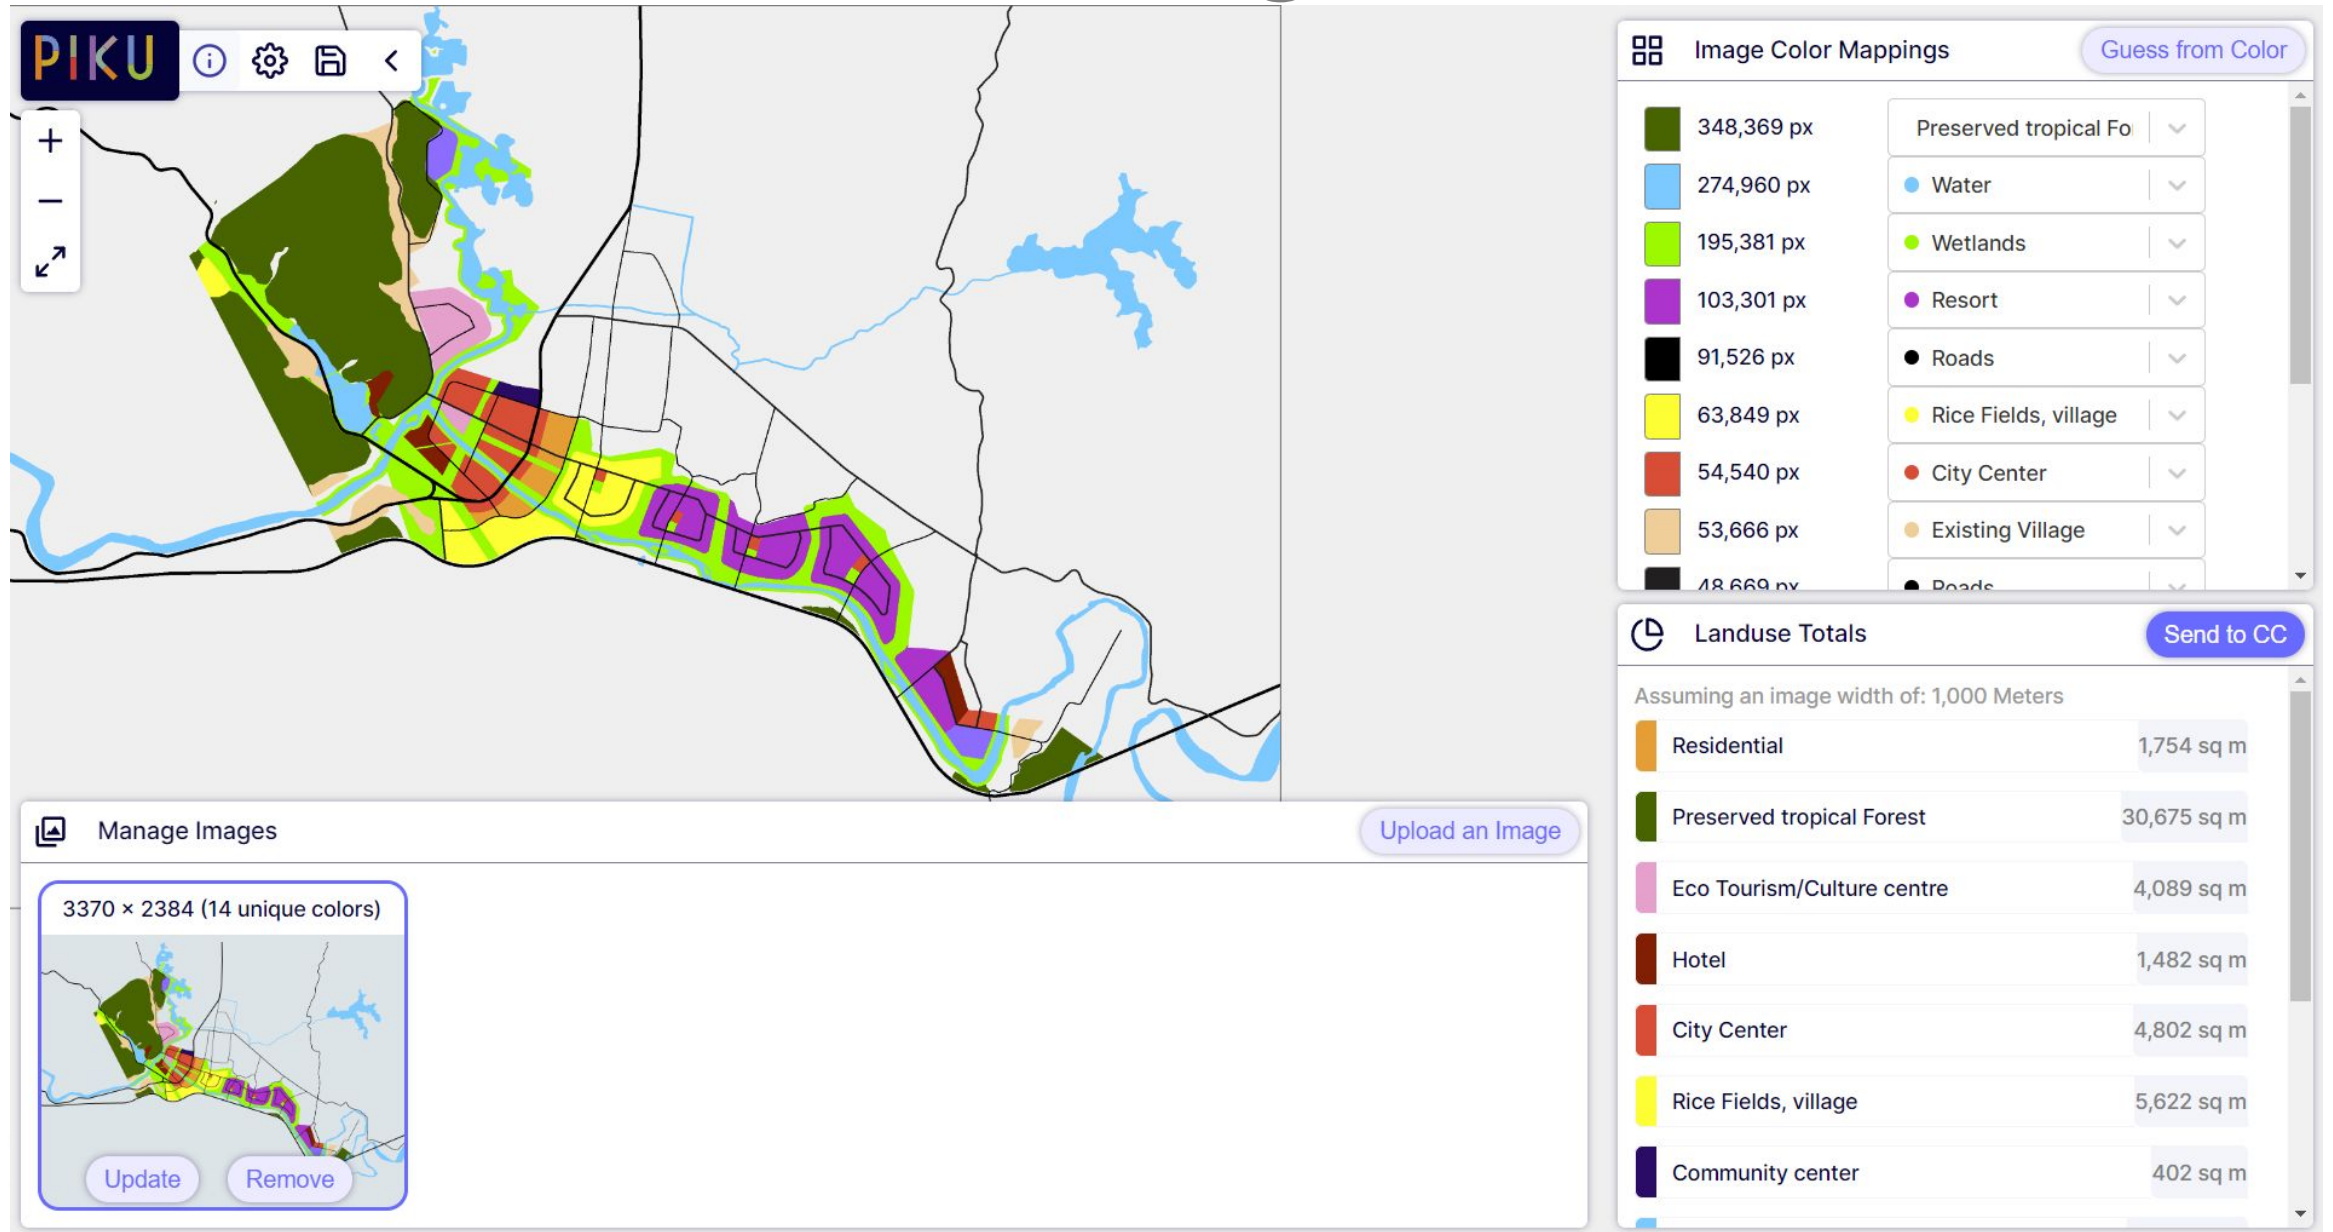 PIKU
Image Color Mappings
Guess from Color
348,369 px
Preserved tropical Fo
274,960 px
Water
195,381 px
Wetlands
103,301 px
Resort
91,526 px
Roads
63,849 px
Rice Fields, village
54,540 px
City Center
53,666 px
Existing Village
48,669 px
Roads
Landuse Totals
Send to CC
Assuming an image width of: 1,000 Meters
Residential
1,754 sq m
Preserved tropical Forest
30,675 sq m
Eco Tourism/Culture centre
4,089 sq m
Hotel
1,482 sq m
City Center
4,802 sq m
Rice Fields, village
5,622 sq m
Community center
402 sq m
Manage Images
Upload an Image
3370 × 2384 (14 unique colors)
Update
Remove